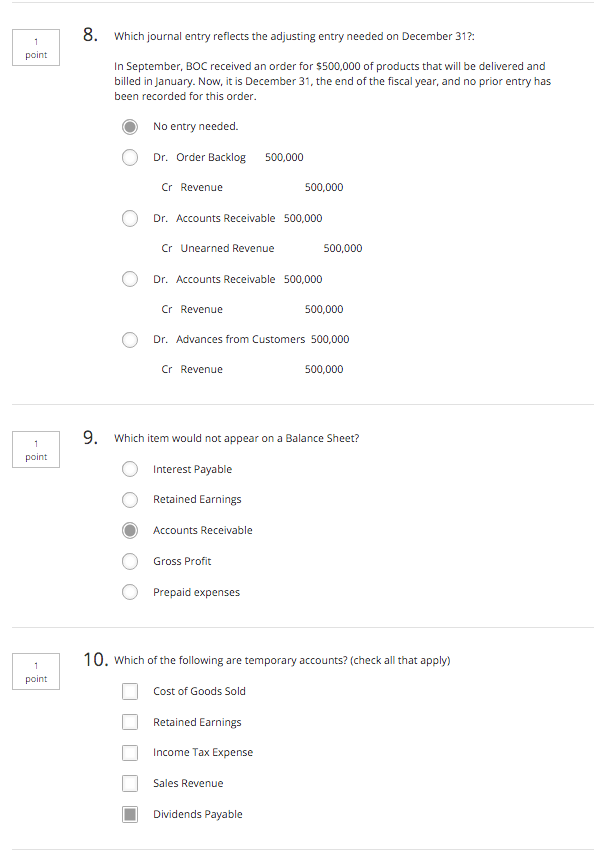 1
point
8. Which journal entry reflects the adjusting entry needed on December 31?:
In September, BOC received an order for $500,000 of products that will be delivered and
billed in January. Now, it is December 31, the end of the fiscal year, and no prior entry has
been recorded for this order.
No entry needed.
Dr. Order Backlog 500,000
Cr Revenue 500,000
Dr. Accounts Receivable 500,000
Cr Unearned Revenue 500,000
Dr. Accounts Receivable 500,000
Cr Revenue 500,000
Dr. Advances from Customers 500,000
Cr Revenue 500,000
1
point
9. Which item would not appear on a Balance Sheet?
Interest Payable
Retained Earnings
Accounts Receivable
Gross Profit
Prepaid expenses
1
point
10. Which of the following are temporary accounts? (check all that apply)
Cost of Goods Sold
Retained Earnings
Income Tax Expense
Sales Revenue
Dividends Payable